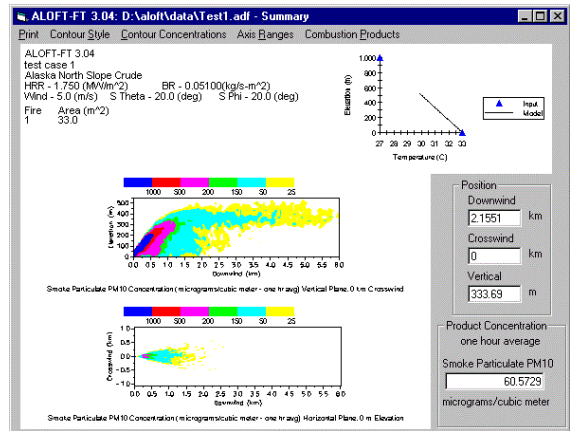 ALOFT-FT 3.04: D:\aloft\data\Test1.adf - Summary
Print Contour Style Contour Concentrations Axis Ranges Combustion Products
ALOFT-FT 3.04
test case 1
Alaska North Slope Crude
HRR - 1.750 (MW/m^2) BR - 0.05100(kg/s-m^2)
Wind - 5.0 (m/s) S Theta - 20.0 (deg) S Phi - 20.0 (deg)
Fire Area (m^2)
1 33.0
Elevation (ft)
1,000
800
600
400
200
0
27 28 29 30 31 32 33
Temperature (C)
Input
Model
1000 500 200 150 50 25
Elevation (m)
500
400
300
200
100
0
0.0 0.5 1.0 1.5 2.0 2.5 3.0 3.5 4.0 4.5 5.0 5.5 6.0
Downwind (km)
Smoke Particulate PM10 Concentration (micrograms/cubic meter - one hr avg) Vertical Plane. 0 km Crosswind
1000 500 200 150 50 25
Crosswind (km)
1.0
0.5
0.0
-0.5
-1.0
0.0 0.5 1.0 1.5 2.0 2.5 3.0 3.5 4.0 4.5 5.0 5.5 6.0
Downwind (km)
Smoke Particulate PM10 Concentration (micrograms/cubic meter - one hr avg) Horizontal Plane. 0 m Elevation
Position
Downwind
2.1551 km
Crosswind
0 km
Vertical
333.69 m
Product Concentration
one hour average
Smoke Particulate PM10
60.5729
micrograms/cubic meter